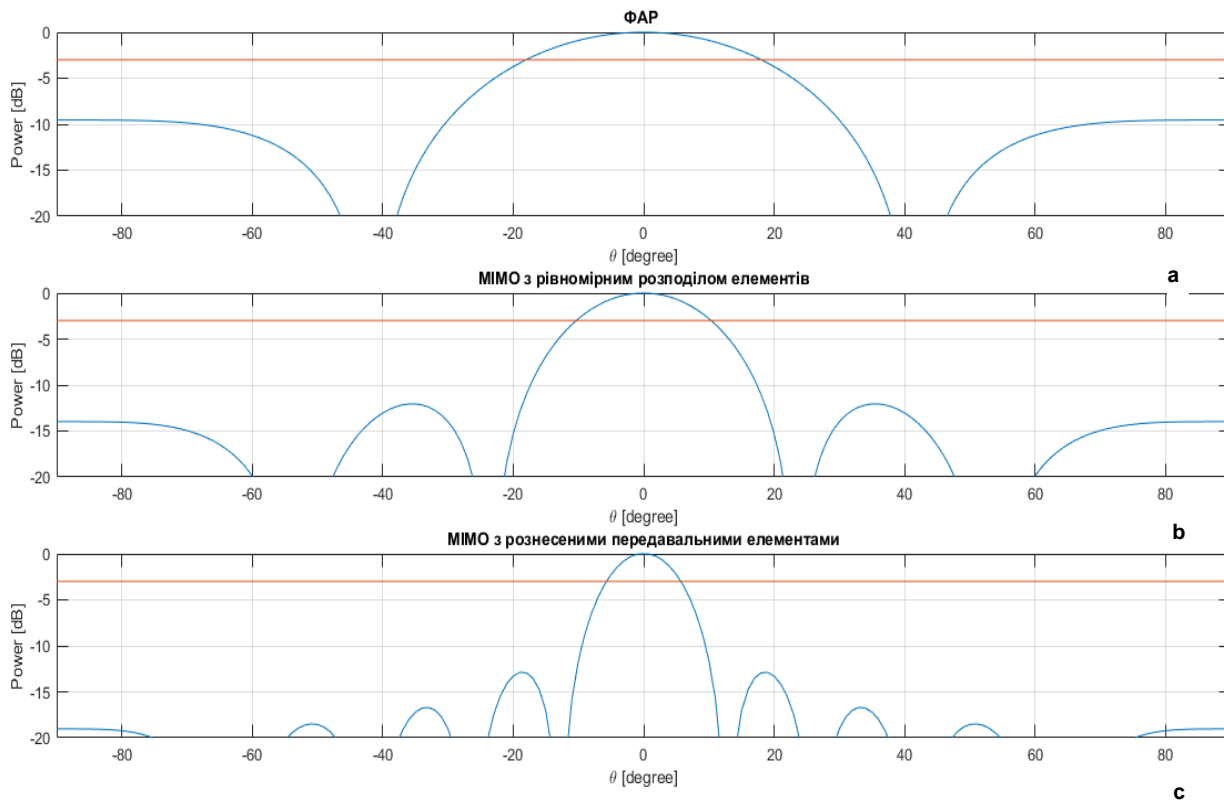 ФАР
0
-5
-10
-15
-20
Power [dB]
-80 -60 -40 -20 0 20 40 60 80
θ [degree]
a
МІМО з рівномірним розподілом елементів
0
-5
-10
-15
-20
Power [dB]
-80 -60 -40 -20 0 20 40 60 80
θ [degree]
b
МІМО з рознесеними передавальними елементами
0
-5
-10
-15
-20
Power [dB]
-80 -60 -40 -20 0 20 40 60 80
θ [degree]
c